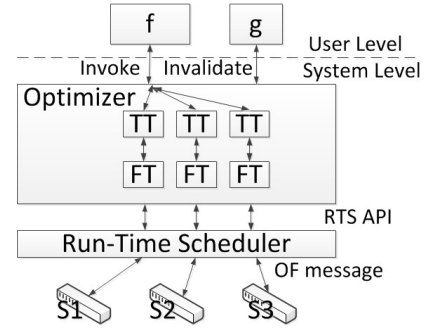 f g
User Level
Invoke Invalidate System Level
Optimizer
TT TT TT
FT FT FT
RTS API
Run-Time Scheduler
OF message
S1 S2 S3